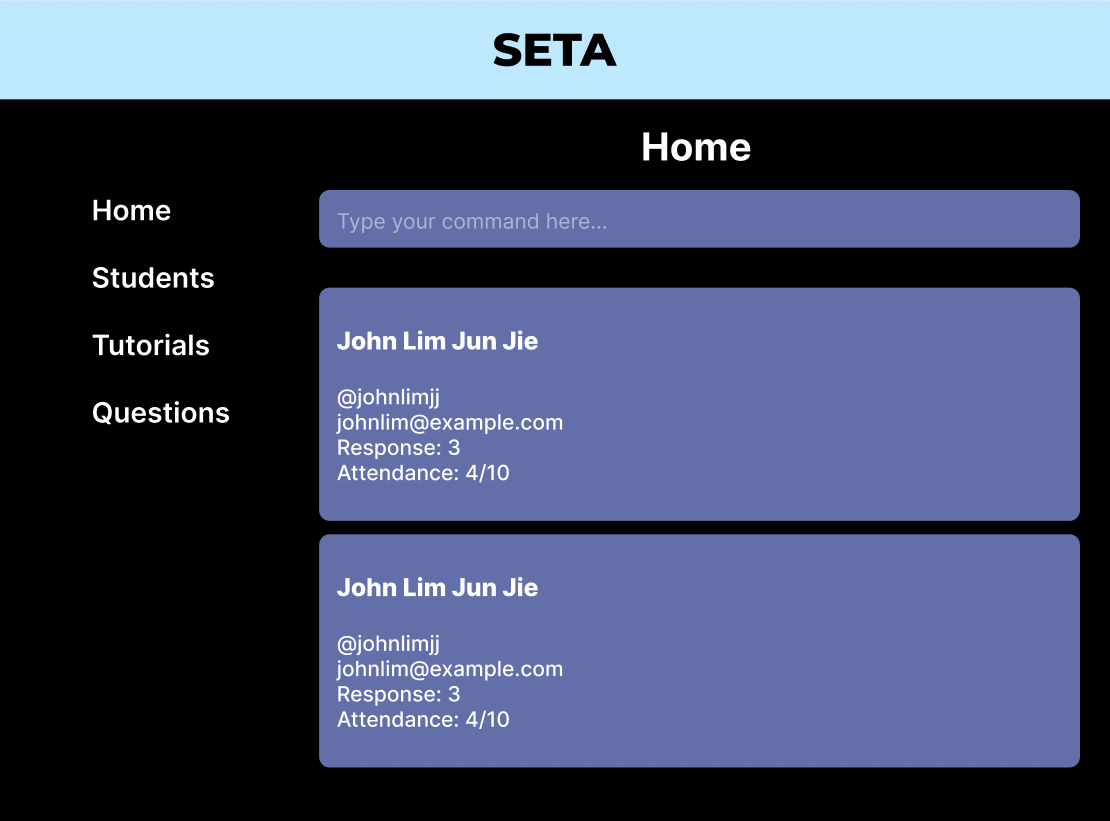 SETA
Home
Home
Students
Tutorials
Questions
Type your command here...
John Lim Jun Jie
@johnlimjj
johnlim@example.com
Response: 3
Attendance: 4/10
John Lim Jun Jie
@johnlimjj
johnlim@example.com
Response: 3
Attendance: 4/10